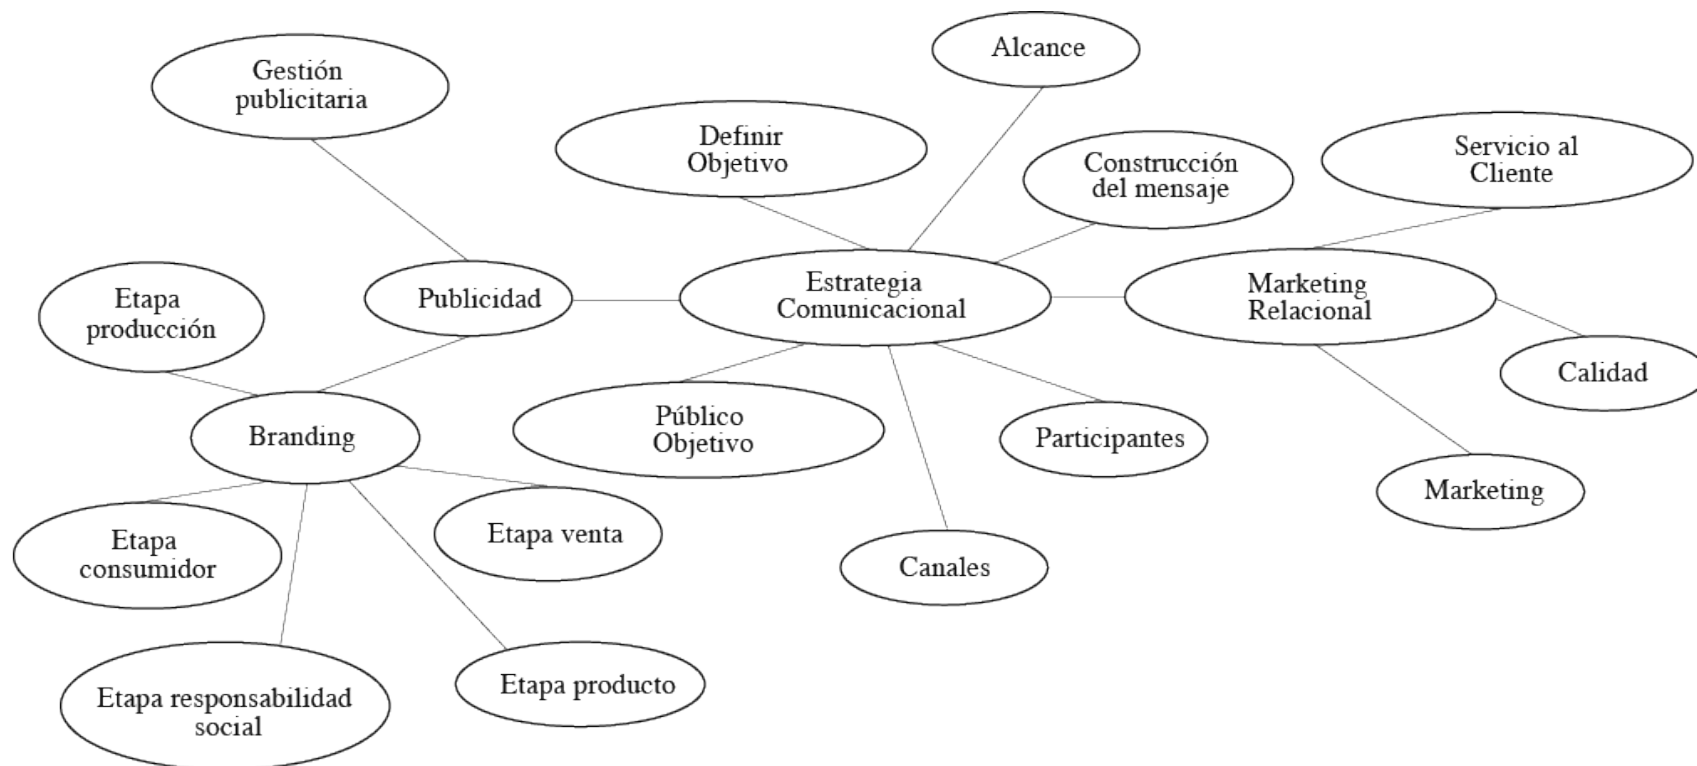 Alcance
Gestión
publicitaria
Definir
Objetivo
Construcción
del mensaje
Servicio al
Cliente
Etapa
producción
Publicidad
Estrategia
Comunicacional
Marketing
Relacional
Calidad
Branding
Público
Objetivo
Participantes
Marketing
Etapa
consumidor
Etapa venta
Canales
Etapa responsabilidad
social
Etapa producto